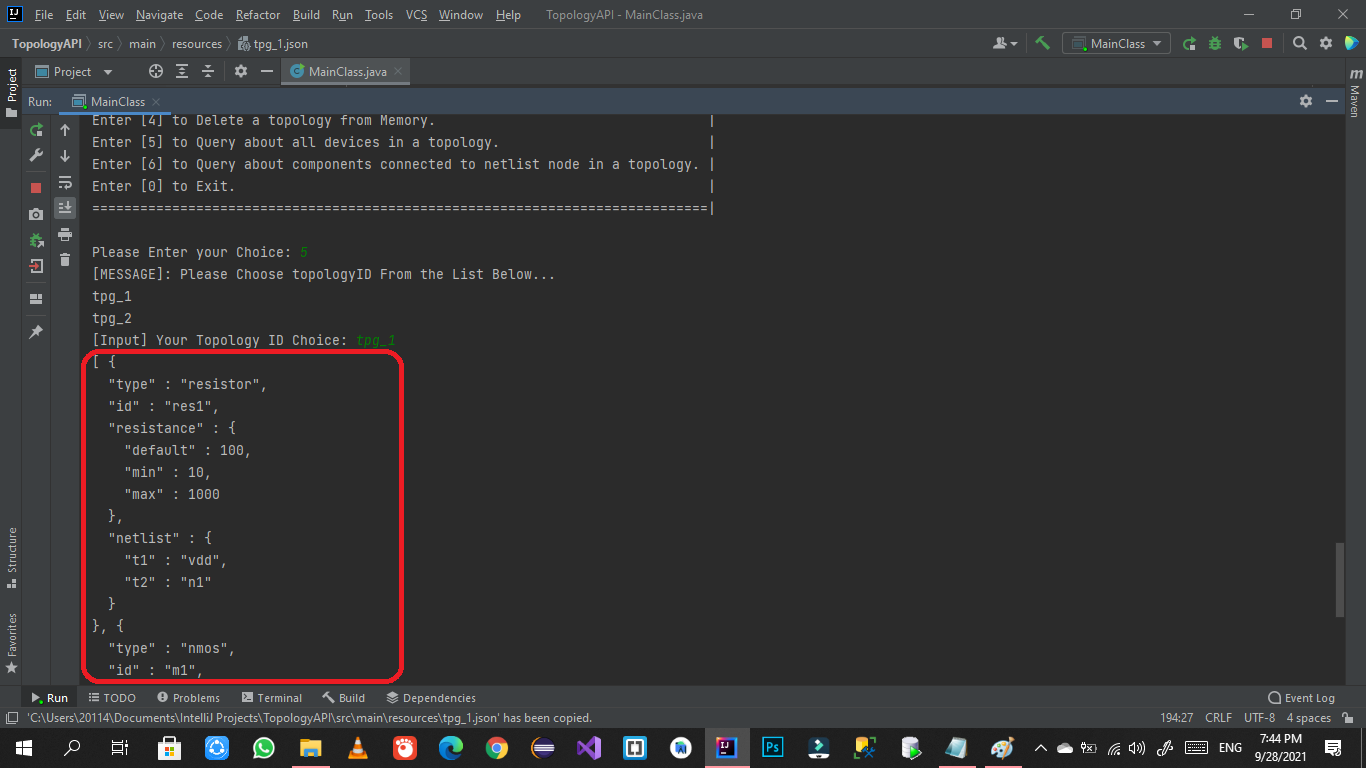 File Edit View Navigate Code Refactor Build Run Tools VCS Window Help TopologyAPI - MainClass.java
TopologyAPI src main resources tpg_1.json MainClass
Project MainClass.java
Project
Maven
Run: MainClass
Enter [4] to Delete a topology from Memory. |
Enter [5] to Query about all devices in a topology. |
Enter [6] to Query about components connected to netlist node in a topology. |
Enter [0] to Exit. |
=============================================================================|
Please Enter your Choice: 5
[MESSAGE]: Please Choose topologyID From the List Below...
tpg_1
tpg_2
[Input] Your Topology ID Choice: tpg_1
[ {
"type" : "resistor",
"id" : "res1",
"resistance" : {
"default" : 100,
"min" : 10,
"max" : 1000
},
"netlist" : {
"t1" : "vdd",
"t2" : "n1"
}
}, {
"type" : "nmos",
"id" : "m1",
Structure
Favorites
Run TODO Problems Terminal Build Dependencies Event Log
'C:\Users\20114\Documents\IntelliJ Projects\TopologyAPI\src\main\resources\tpg_1.json' has been copied. 194:27 CRLF UTF-8 4 spaces
ENG 7:44 PM
9/28/2021